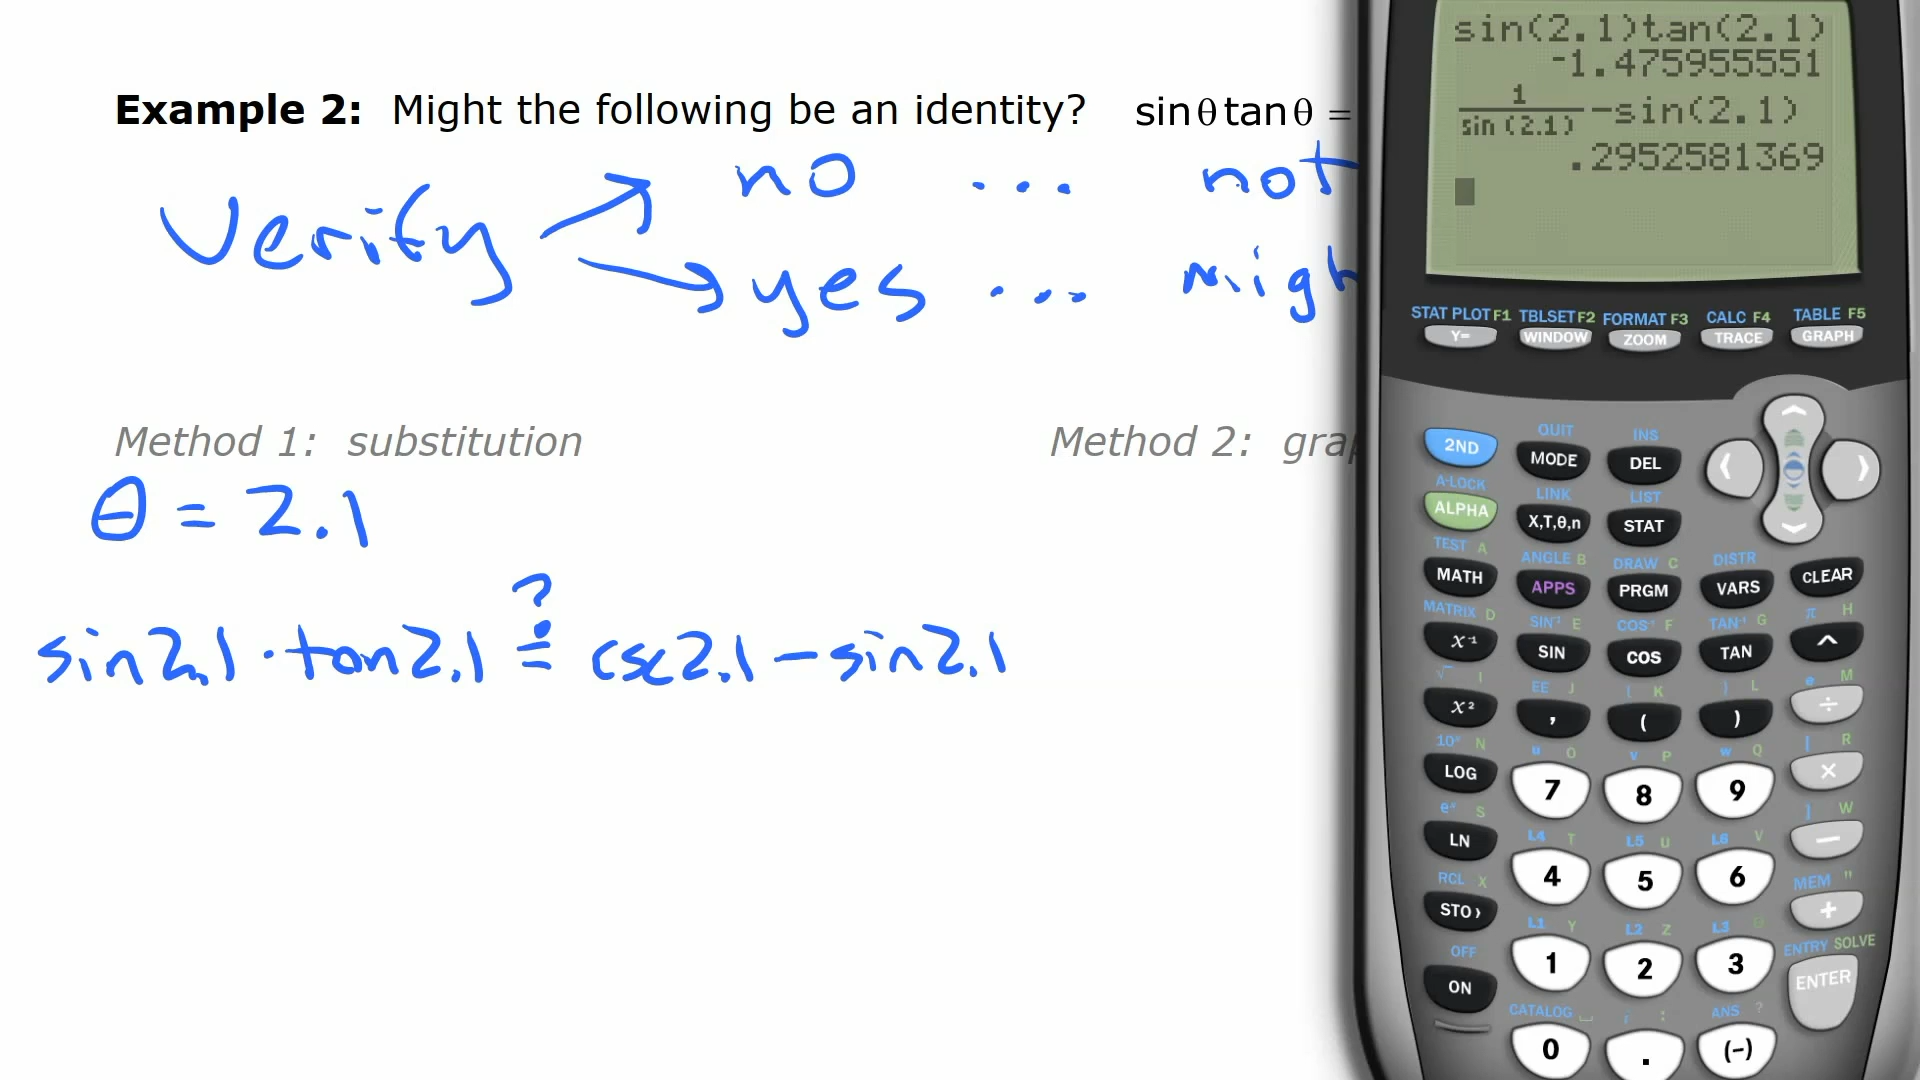 Example 2: Might the following be an identity? sin θ tan θ =
verify no ... not
yes ... migh
Method 1: substitution
Method 2: gra
θ = 2.1
?
sin2.1 · tan2.1 = csc2.1 − sin2.1
sin(2.1)tan(2.1)
-1.475955551
1/sin(2.1) -sin(2.1)
.2952581369
STAT PLOT F1 TBLSET F2 FORMAT F3 CALC F4 TABLE F5
Y= WINDOW ZOOM TRACE GRAPH
QUIT INS
2ND MODE DEL
A-LOCK LINK LIST
ALPHA X,T,θ,n STAT
TEST A ANGLE B DRAW C DISTR
MATH APPS PRGM VARS CLEAR
MATRIX D SIN⁻¹ E COS⁻¹ F TAN⁻¹ G π H
x⁻¹ SIN COS TAN ^
√ I EE J { K } L e M
x² , ( ) ÷
10ˣ N u O v P w Q [ R
LOG 7 8 9 ×
eˣ S L4 T L5 U L6 V ] W
LN 4 5 6 −
RCL X L1 Y L2 Z L3 θ MEM "
STO› 1 2 3 +
OFF ENTRY SOLVE
ON ENTER
CATALOG ⎵ i : ANS ?
0 . (-)